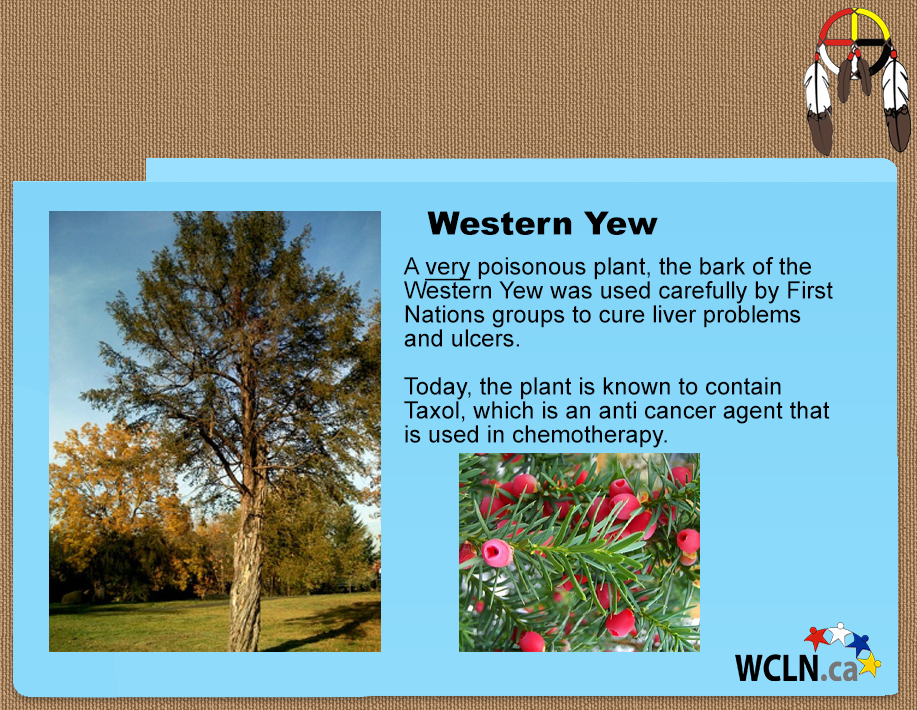 Western Yew
A very poisonous plant, the bark of the
Western Yew was used carefully by First
Nations groups to cure liver problems
and ulcers.
Today, the plant is known to contain
Taxol, which is an anti cancer agent that
is used in chemotherapy.
WCLN.ca